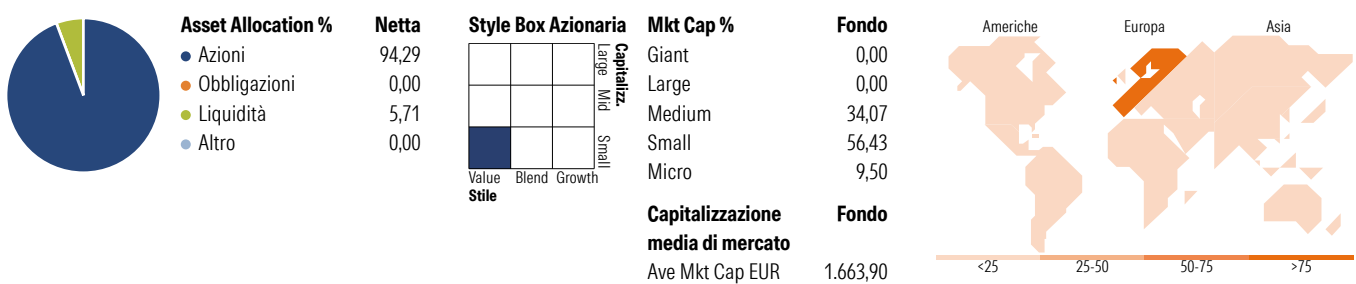 Asset Allocation % Netta
Azioni 94,29
Obbligazioni 0,00
Liquidità 5,71
Altro 0,00
Style Box Azionaria
Capitalizz.
Large Mid Small
Value Blend Growth
Stile
Mkt Cap % Fondo
Giant 0,00
Large 0,00
Medium 34,07
Small 56,43
Micro 9,50
Capitalizzazione Fondo
media di mercato
Ave Mkt Cap EUR 1.663,90
Americhe Europa Asia
<25 25-50 50-75 >75